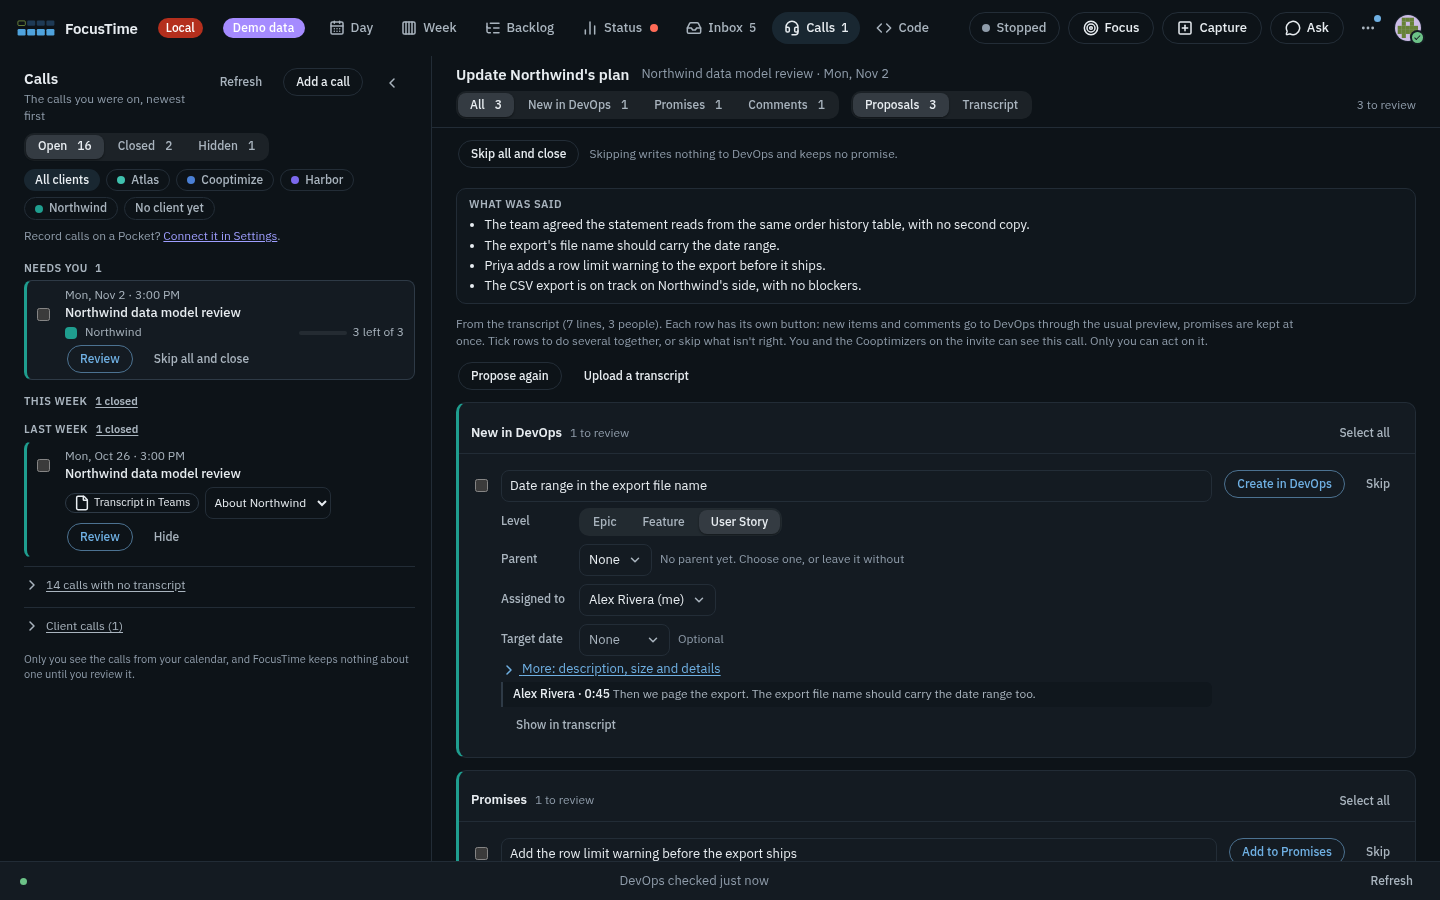 FocusTime
Local
Demo data
Day
Week
Backlog
Status
Inbox 5
Calls 1
Code
Stopped
Focus
Capture
Ask
Calls
The calls you were on, newest
first
Refresh
Add a call
Open 16
Closed 2
Hidden 1
All clients
Atlas
Cooptimize
Harbor
Northwind
No client yet
Record calls on a Pocket? Connect it in Settings.
NEEDS YOU 1
Mon, Nov 2 · 3:00 PM
Northwind data model review
Northwind
3 left of 3
Review
Skip all and close
THIS WEEK 1 closed
LAST WEEK 1 closed
Mon, Oct 26 · 3:00 PM
Northwind data model review
Transcript in Teams
About Northwind
Review
Hide
14 calls with no transcript
Client calls (1)
Only you see the calls from your calendar, and FocusTime keeps nothing about
one until you review it.
Update Northwind's plan
Northwind data model review · Mon, Nov 2
All 3
New in DevOps 1
Promises 1
Comments 1
Proposals 3
Transcript
3 to review
Skip all and close
Skipping writes nothing to DevOps and keeps no promise.
WHAT WAS SAID
• The team agreed the statement reads from the same order history table, with no second copy.
• The export's file name should carry the date range.
• Priya adds a row limit warning to the export before it ships.
• The CSV export is on track on Northwind's side, with no blockers.
From the transcript (7 lines, 3 people). Each row has its own button: new items and comments go to DevOps through the usual preview, promises are kept at
once. Tick rows to do several together, or skip what isn't right. You and the Cooptimizers on the invite can see this call. Only you can act on it.
Propose again
Upload a transcript
New in DevOps 1 to review
Select all
Date range in the export file name
Create in DevOps
Skip
Level
Epic
Feature
User Story
Parent
None
No parent yet. Choose one, or leave it without
Assigned to
Alex Rivera (me)
Target date
None
Optional
More: description, size and details
Alex Rivera · 0:45 Then we page the export. The export file name should carry the date range too.
Show in transcript
Promises 1 to review
Select all
Add the row limit warning before the export ships
Add to Promises
Skip
DevOps checked just now
Refresh